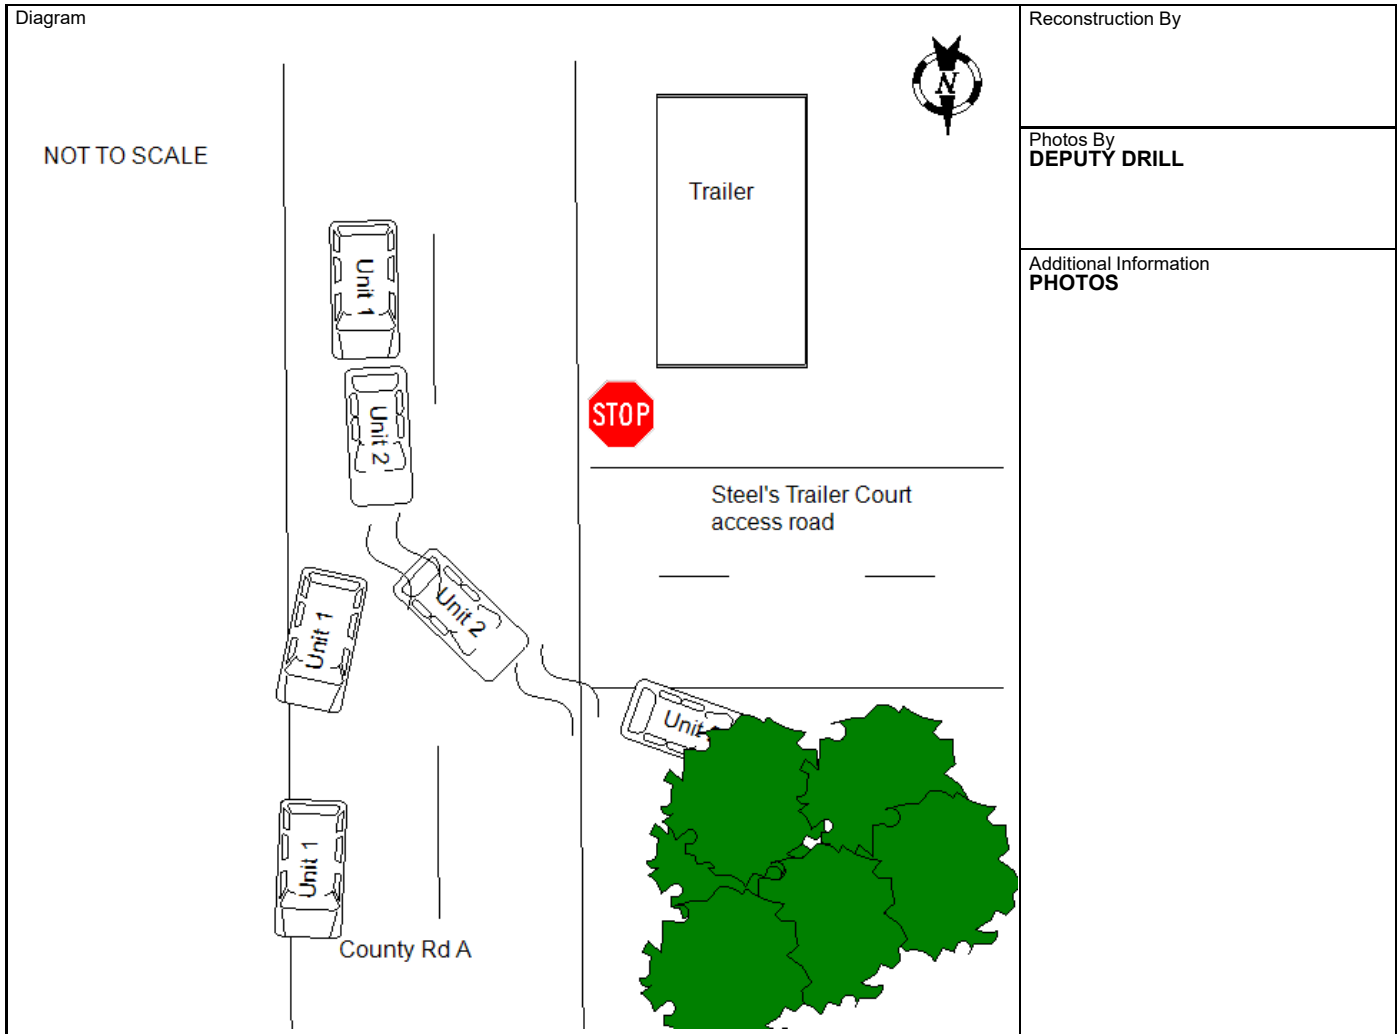 Diagram
Reconstruction By
N
Photos By
DEPUTY DRILL
NOT TO SCALE
Trailer
Additional Information
PHOTOS
Unit 1
Unit 2
STOP
Steel's Trailer Court
access road
Unit 2
Unit 1
Unit
Unit 1
County Rd A